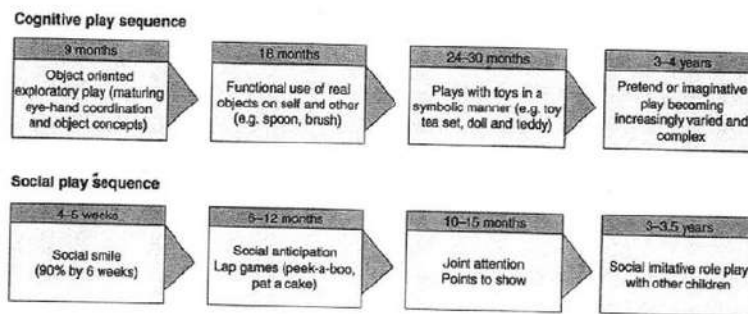 Cognitive play sequence
9 months
Object oriented
exploratory play (maturing
eye-hand coordination
and object concepts)
18 months
Functional use of real
objects on self and other
(e.g. spoon, brush)
24–30 months
Plays with toys in a
symbolic manner (e.g. toy
tea set, doll and teddy)
3–4 years
Pretend or imaginative
play becoming
increasingly varied and
complex
Social play sequence
4–6 weeks
Social smile
(90% by 6 weeks)
6–12 months
Social anticipation
Lap games (peek-a-boo,
pat a cake)
10–15 months
Joint attention
Points to show
3–3.5 years
Social imitative role play
with other children